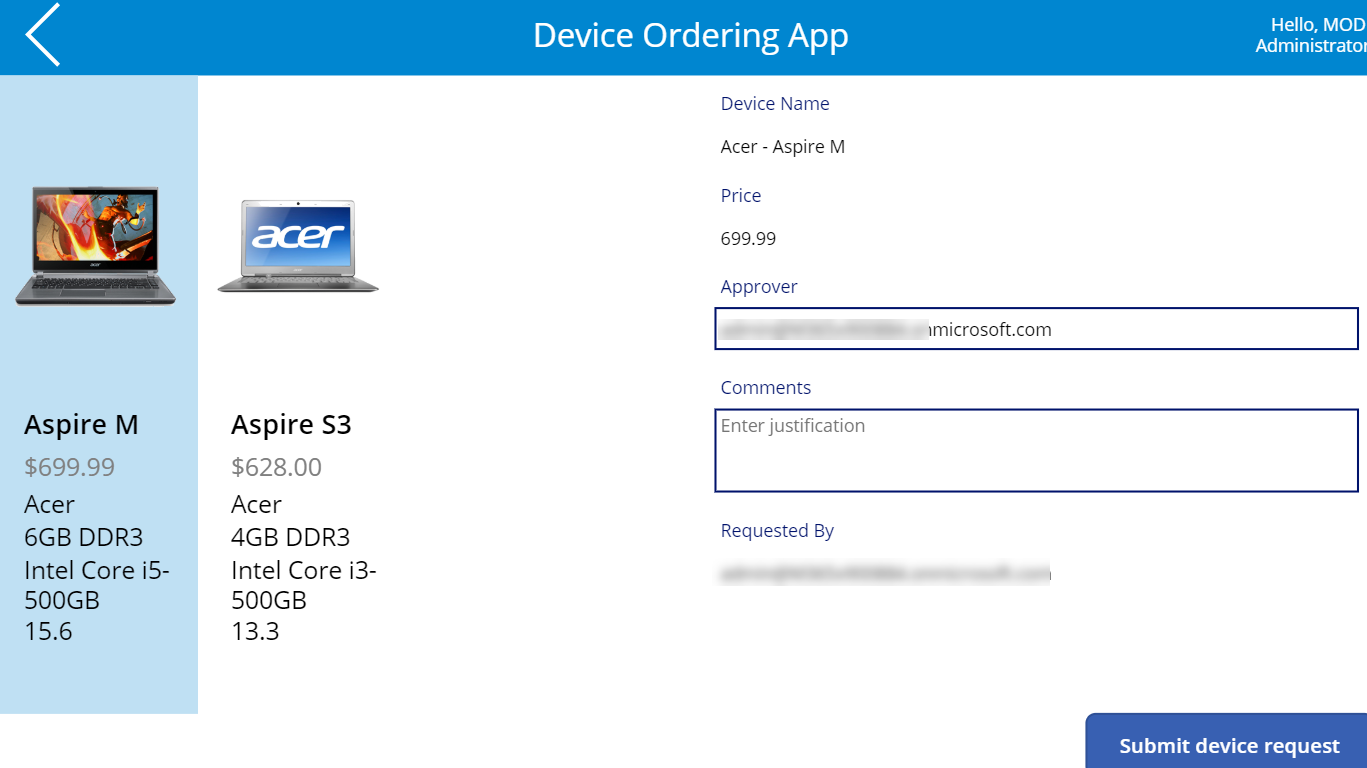 Device Ordering App
Hello, MOD
Administrator
acer
Aspire M
$699.99
Acer
6GB DDR3
Intel Core i5-
500GB
15.6
Aspire S3
$628.00
Acer
4GB DDR3
Intel Core i3-
500GB
13.3
Device Name
Acer - Aspire M
Price
699.99
Approver
nmicrosoft.com
Comments
Enter justification
Requested By
Submit device request